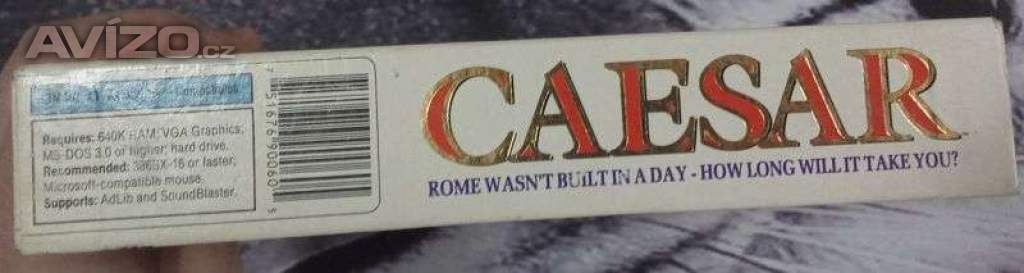 AVÍZO.cz
Requires: 640K RAM, VGA Graphics,
MS-DOS 3.0 or higher, hard drive.
Recommended: 386SX-16 or faster,
Microsoft-compatible mouse.
Supports: AdLib and SoundBlaster.
CAESAR
ROME WASN'T BUILT IN A DAY - HOW LONG WILL IT TAKE YOU?